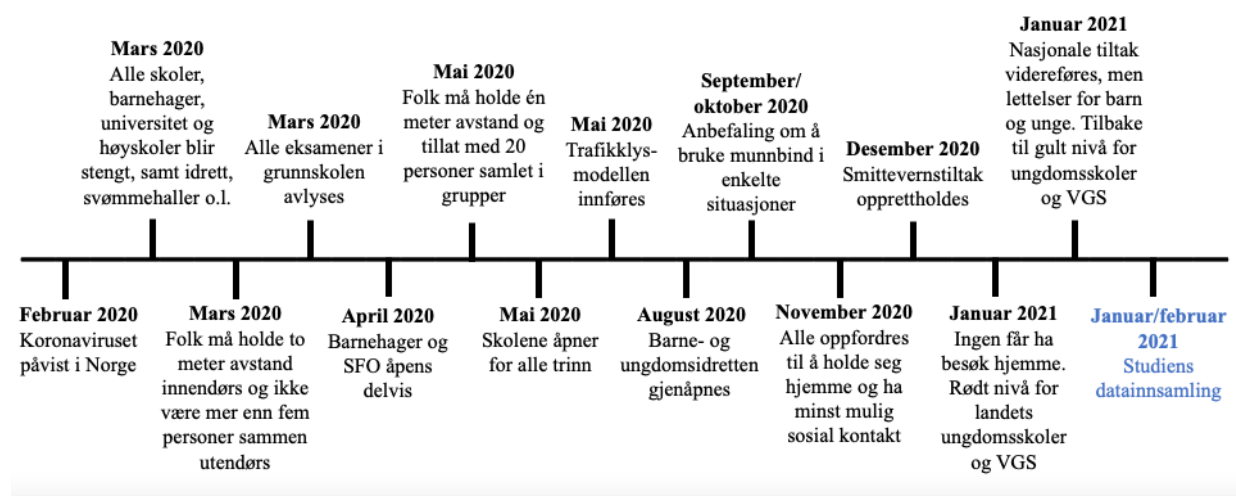 Februar 2020
Koronaviruset
påvist i Norge
Mars 2020
Alle skoler,
barnehager,
universitet og
høyskoler blir
stengt, samt idrett,
svømmehaller o.l.
Mars 2020
Folk må holde to
meter avstand
innendørs og ikke
være mer enn fem
personer sammen
utendørs
Mars 2020
Alle eksamener i
grunnskolen
avlyses
April 2020
Barnehager og
SFO åpens
delvis
Mai 2020
Folk må holde én
meter avstand og
tillat med 20
personer samlet i
grupper
Mai 2020
Skolene åpner
for alle trinn
Mai 2020
Trafikklys-
modellen
innføres
August 2020
Barne- og
ungdomsidretten
gjenåpnes
September/
oktober 2020
Anbefaling om å
bruke munnbind i
enkelte
situasjoner
November 2020
Alle oppfordres
til å holde seg
hjemme og ha
minst mulig
sosial kontakt
Desember 2020
Smittevernstiltak
opprettholdes
Januar 2021
Ingen får ha
besøk hjemme.
Rødt nivå for
landets
ungdomsskoler
og VGS
Januar 2021
Nasjonale tiltak
videreføres, men
lettelser for barn
og unge. Tilbake
til gult nivå for
ungdomsskoler
og VGS
Januar/februar
2021
Studiens
datainnsamling